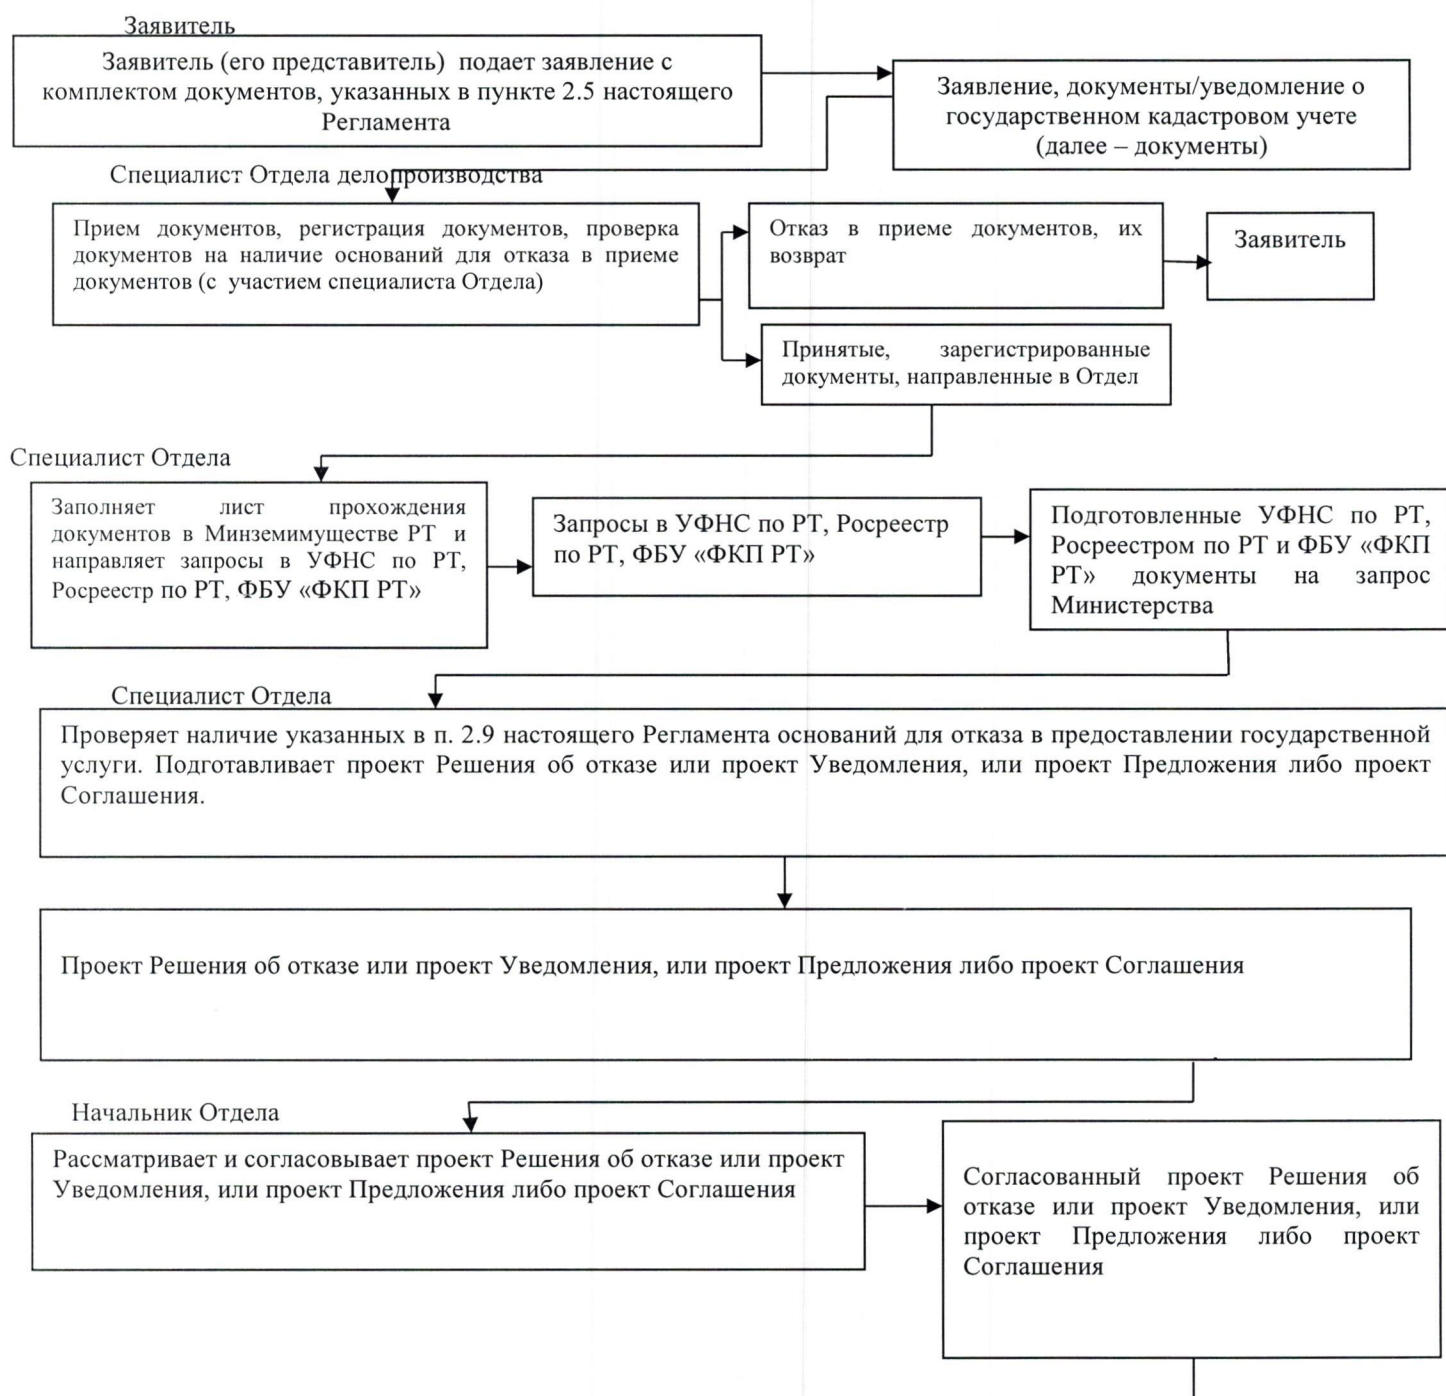 Заявитель
Заявитель (его представитель) подает заявление с
комплектом документов, указанных в пункте 2.5 настоящего
Регламента
Заявление, документы/уведомление о
государственном кадастровом учете
(далее – документы)
Специалист Отдела делопроизводства
Прием документов, регистрация документов, проверка
документов на наличие оснований для отказа в приеме
документов (с участием специалиста Отдела)
Отказ в приеме документов, их
возврат
Заявитель
Принятые, зарегистрированные
документы, направленные в Отдел
Специалист Отдела
Заполняет лист прохождения
документов в Минземимуществе РТ и
направляет запросы в УФНС по РТ,
Росреестр по РТ, ФБУ «ФКП РТ»
Запросы в УФНС по РТ, Росреестр
по РТ, ФБУ «ФКП РТ»
Подготовленные УФНС по РТ,
Росреестром по РТ и ФБУ «ФКП
РТ» документы на запрос
Министерства
Специалист Отдела
Проверяет наличие указанных в п. 2.9 настоящего Регламента оснований для отказа в предоставлении государственной
услуги. Подготавливает проект Решения об отказе или проект Уведомления, или проект Предложения либо проект
Соглашения.
Проект Решения об отказе или проект Уведомления, или проект Предложения либо проект Соглашения
Начальник Отдела
Рассматривает и согласовывает проект Решения об отказе или проект
Уведомления, или проект Предложения либо проект Соглашения
Согласованный проект Решения об
отказе или проект Уведомления, или
проект Предложения либо проект
Соглашения